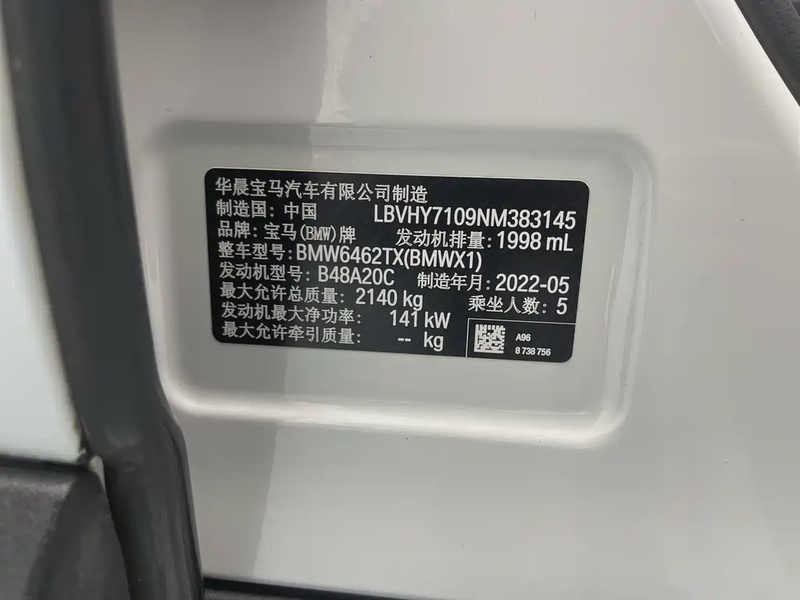 华晨宝马汽车有限公司制造
制造国：中国 LBVHY7109NM383145
品牌：宝马(BMW)牌 发动机排量：1998 mL
整车型号：BMW6462TX(BMWX1)
发动机型号：B48A20C 制造年月：2022-05
最大允许总质量：2140 kg 乘坐人数：5
发动机最大净功率： 141 kW
最大允许牵引质量： -- kg
A96
8 738 756